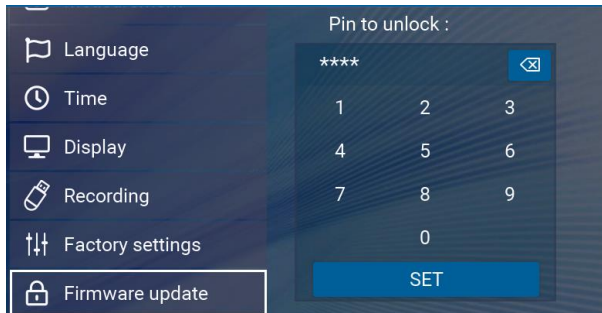 Language
Time
Display
Recording
Factory settings
Firmware update
Pin to unlock :
****
1 2 3
4 5 6
7 8 9
0
SET